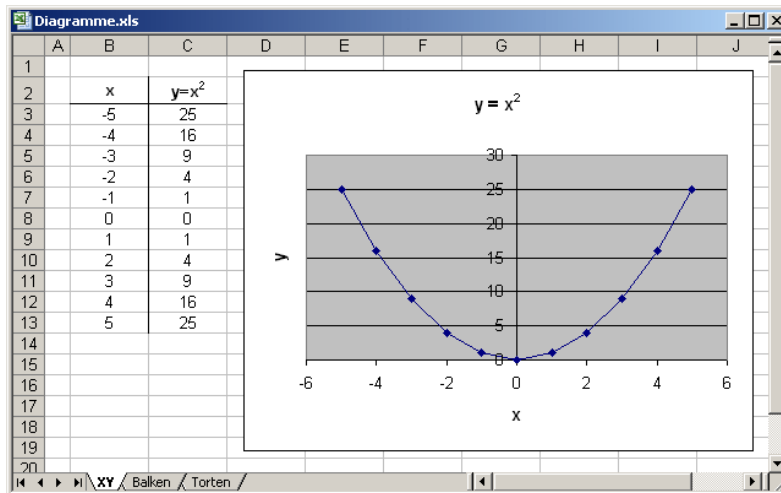 Diagramme.xls
A B C D E F G H I J
1
2 x y=x²
3 -5 25
4 -4 16
5 -3 9
6 -2 4
7 -1 1
8 0 0
9 1 1
10 2 4
11 3 9
12 4 16
13 5 25
14
15
16
17
18
19
20
y = x²
30
25
20
15
10
5
0
y
-6 -4 -2 0 2 4 6
x
XY Balken Torten